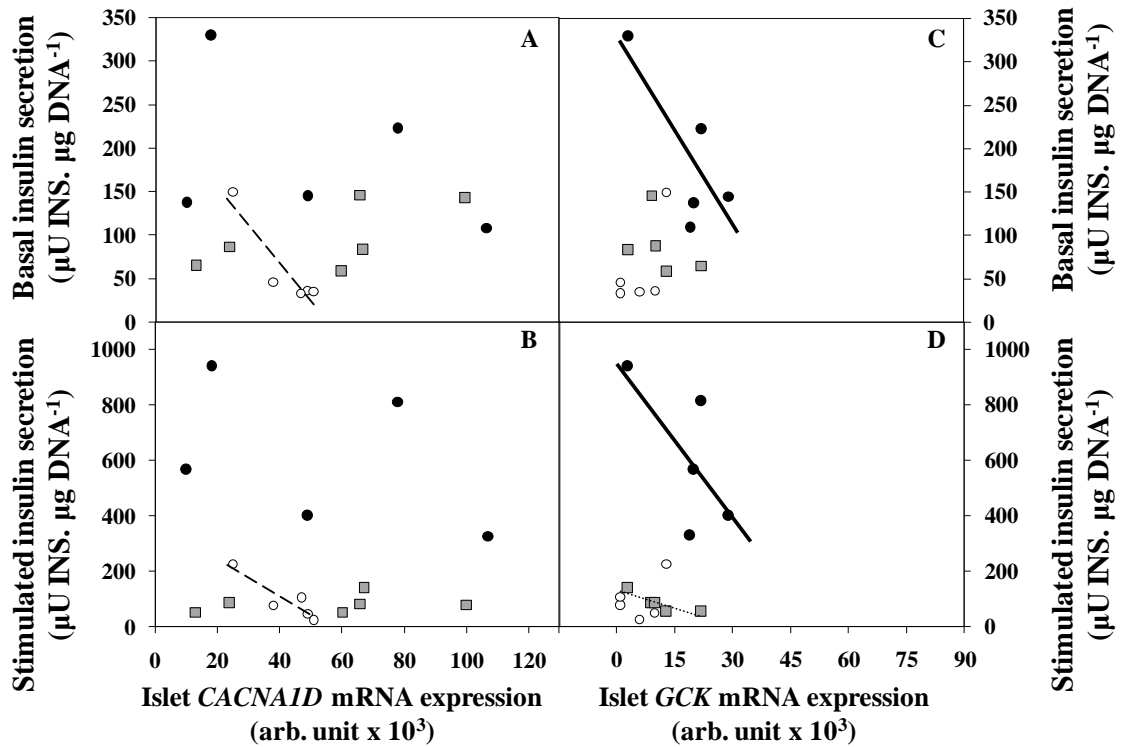 350
300
250
200
150
100
50
0
Basal insulin secretion
(µU INS. µg DNA-1)
A
C
350
300
250
200
150
100
50
0
Basal insulin secretion
(µU INS. µg DNA-1)
1000
800
600
400
200
0
Stimulated insulin secretion
(µU INS. µg DNA-1)
B
D
1000
800
600
400
200
0
Stimulated insulin secretion
(µU INS. µg DNA-1)
0 20 40 60 80 100 120
0 15 30 45 60 75 90
Islet CACNA1D mRNA expression
(arb. unit x 10³)
Islet GCK mRNA expression
(arb. unit x 10³)